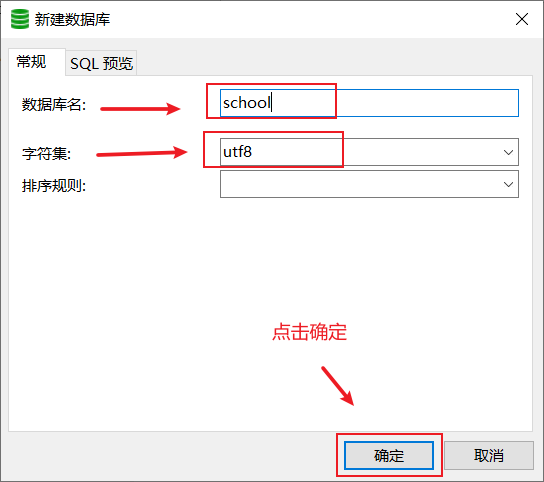 新建数据库
常规 SQL 预览
数据库名: school
字符集: utf8
排序规则:
点击确定
确定 取消